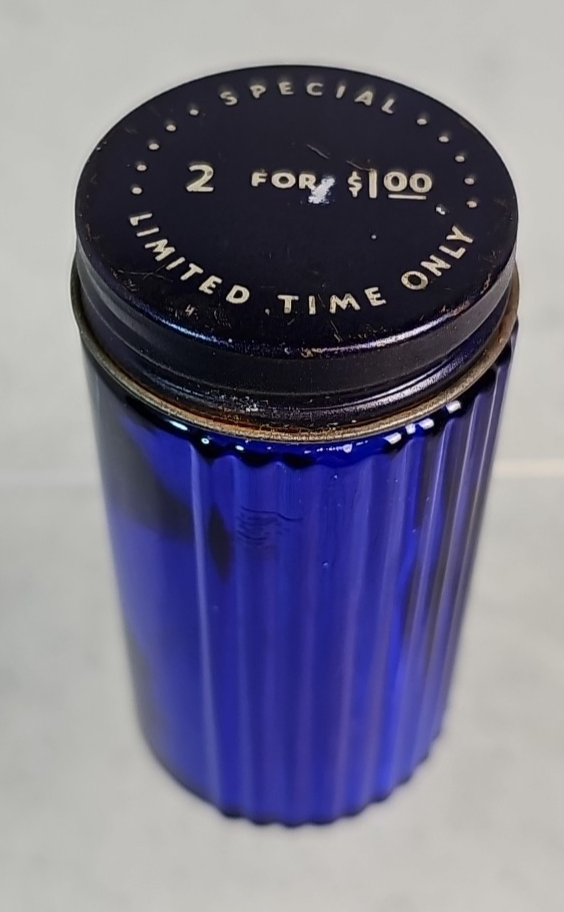 SPECIAL
2 FOR $1.00
LIMITED TIME ONLY